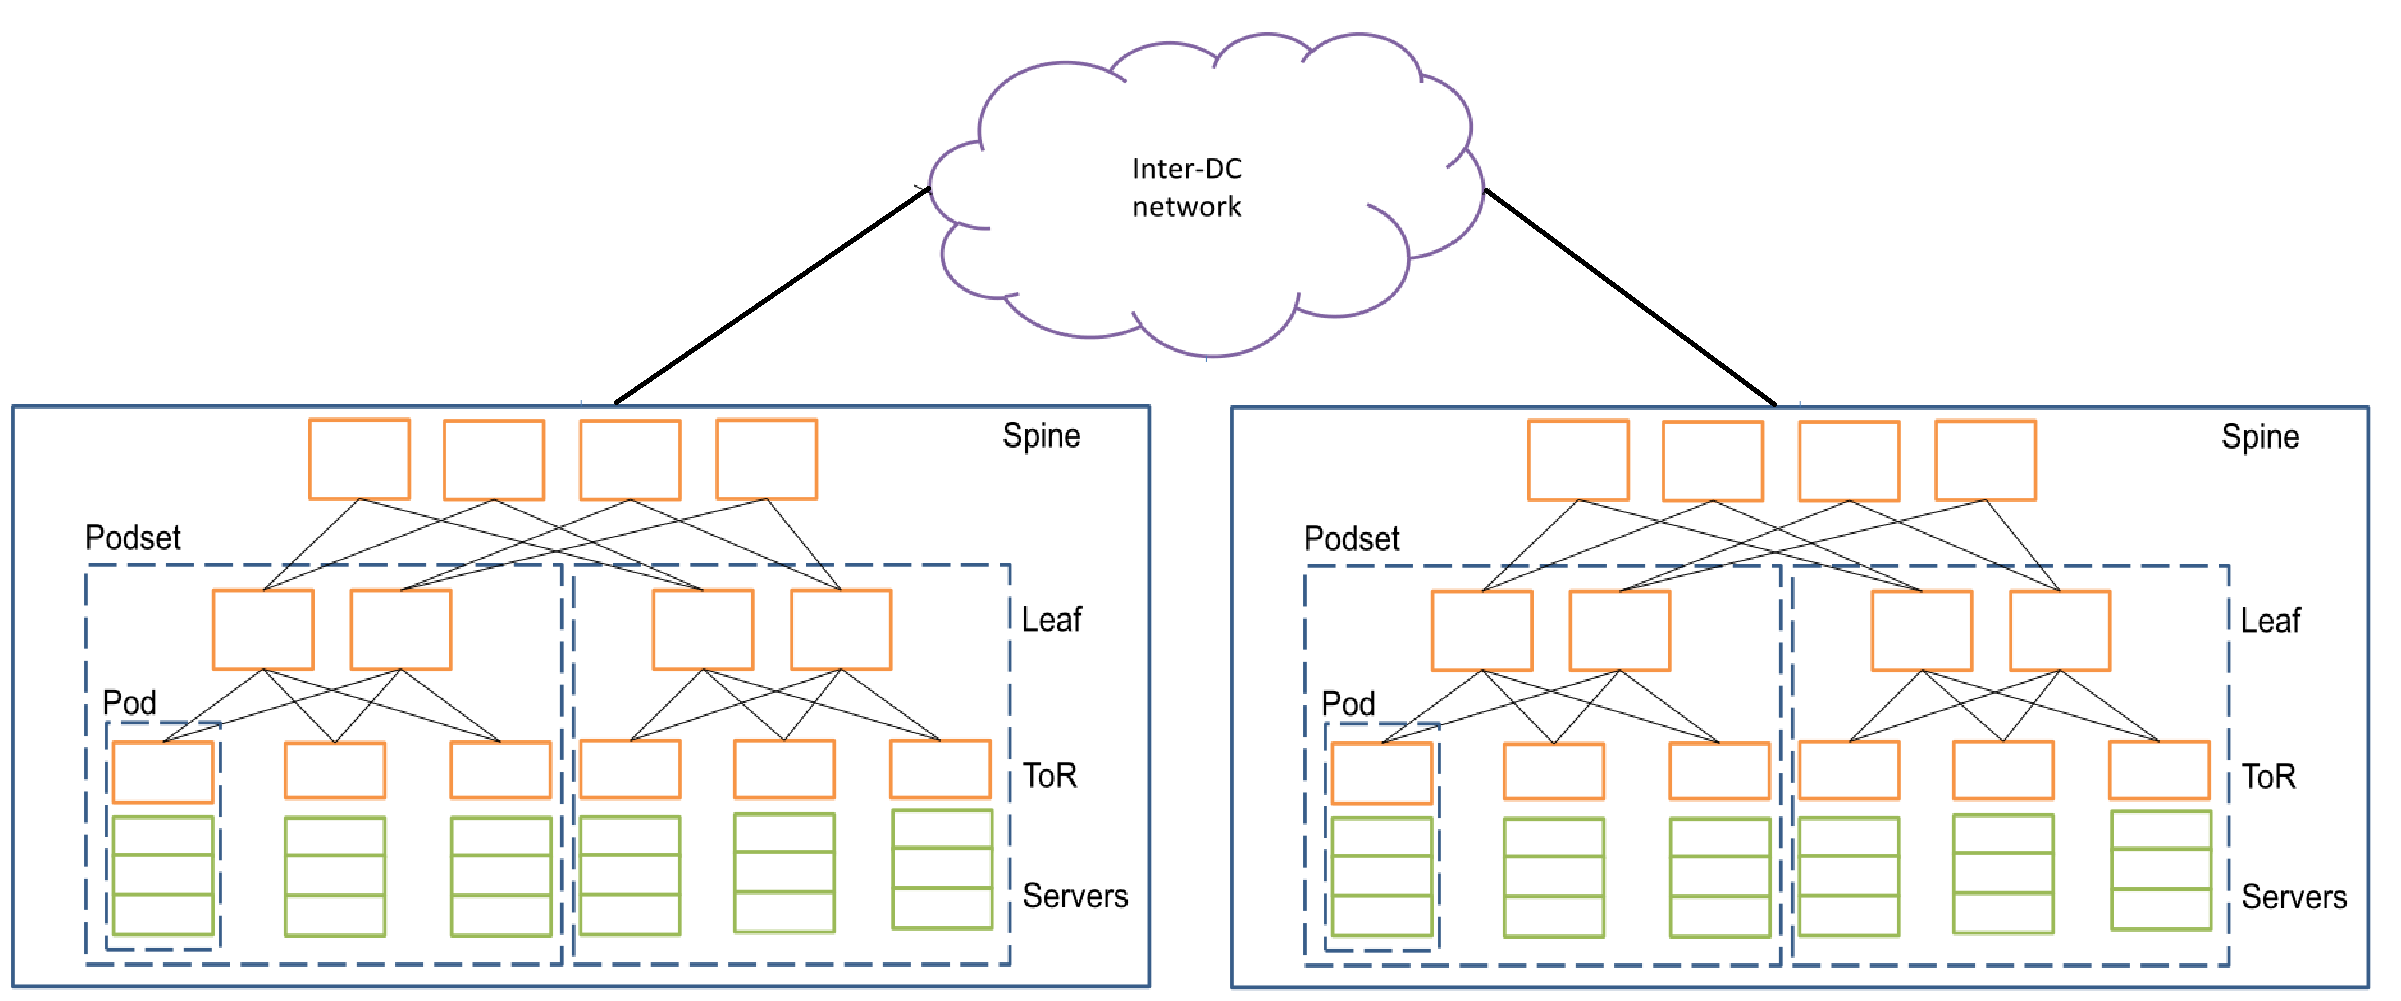 Inter-DC
network
Spine
Podset
Leaf
Pod
ToR
Servers
Spine
Podset
Leaf
Pod
ToR
Servers